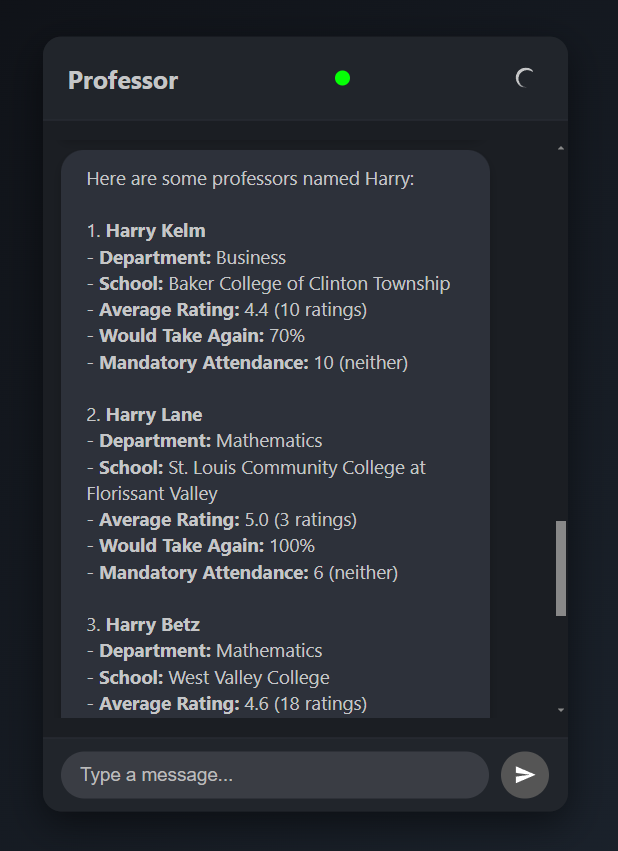 Professor
Here are some professors named Harry:
1. Harry Kelm
- Department: Business
- School: Baker College of Clinton Township
- Average Rating: 4.4 (10 ratings)
- Would Take Again: 70%
- Mandatory Attendance: 10 (neither)
2. Harry Lane
- Department: Mathematics
- School: St. Louis Community College at
Florissant Valley
- Average Rating: 5.0 (3 ratings)
- Would Take Again: 100%
- Mandatory Attendance: 6 (neither)
3. Harry Betz
- Department: Mathematics
- School: West Valley College
- Average Rating: 4.6 (18 ratings)
Type a message...